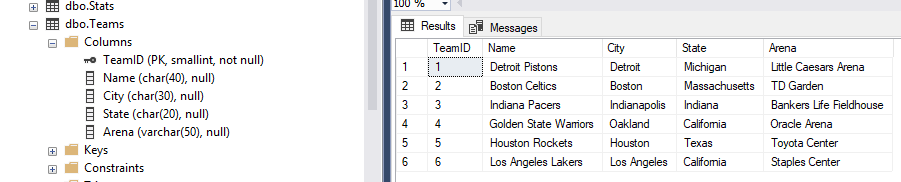 dbo.Stats
dbo.Teams
Columns
TeamID (PK, smallint, not null)
Name (char(40), null)
City (char(30), null)
State (char(20), null)
Arena (varchar(50), null)
Keys
Constraints
100 %
Results Messages
TeamID Name City State Arena
1 1 Detroit Pistons Detroit Michigan Little Caesars Arena
2 2 Boston Celtics Boston Massachusetts TD Garden
3 3 Indiana Pacers Indianapolis Indiana Bankers Life Fieldhouse
4 4 Golden State Warriors Oakland California Oracle Arena
5 5 Houston Rockets Houston Texas Toyota Center
6 6 Los Angeles Lakers Los Angeles California Staples Center